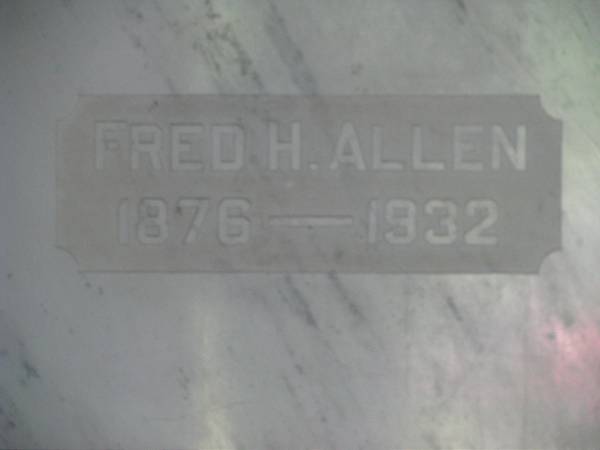 FRED H. ALLEN
1876 — 1932